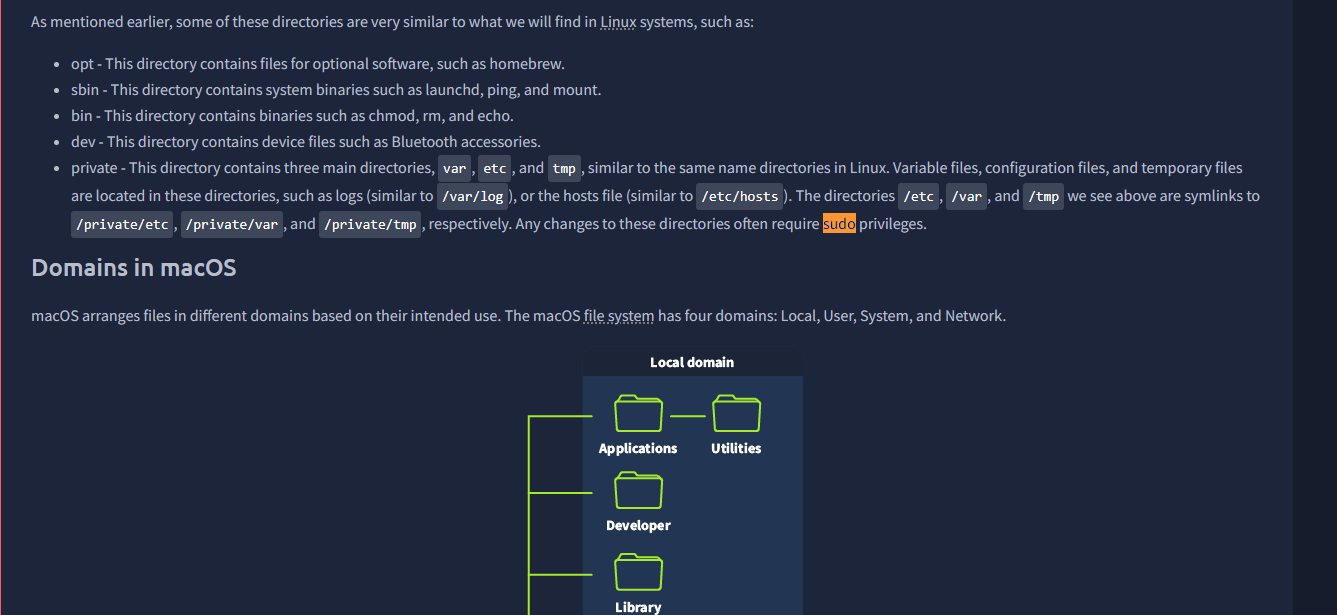 As mentioned earlier, some of these directories are very similar to what we will find in Linux systems, such as:
• opt - This directory contains files for optional software, such as homebrew.
• sbin - This directory contains system binaries such as launchd, ping, and mount.
• bin - This directory contains binaries such as chmod, rm, and echo.
• dev - This directory contains device files such as Bluetooth accessories.
• private - This directory contains three main directories, var, etc, and tmp, similar to the same name directories in Linux. Variable files, configuration files, and temporary files
are located in these directories, such as logs (similar to /var/log), or the hosts file (similar to /etc/hosts). The directories /etc, /var, and /tmp we see above are symlinks to
/private/etc, /private/var, and /private/tmp, respectively. Any changes to these directories often require sudo privileges.
Domains in macOS
macOS arranges files in different domains based on their intended use. The macOS file system has four domains: Local, User, System, and Network.
Local domain
Applications Utilities
Developer
Library